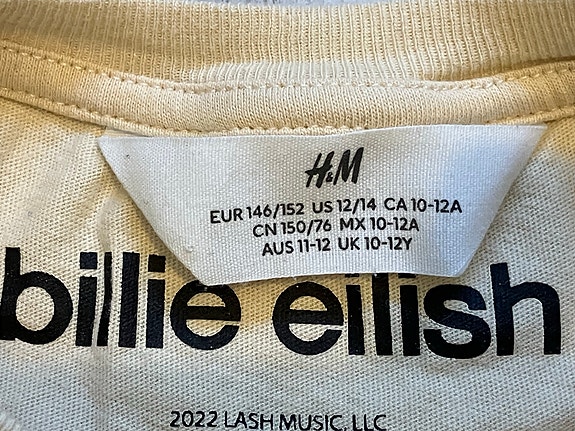 H&M
EUR 146/152 US 12/14 CA 10-12A
CN 150/76 MX 10-12A
AUS 11-12 UK 10-12Y
billie eilish
2022 LASH MUSIC, LLC